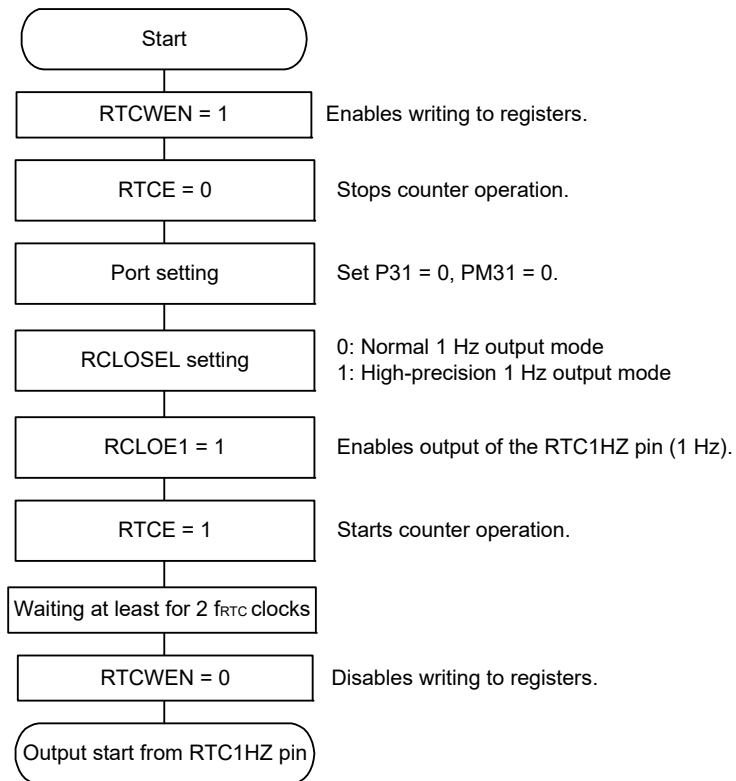 Start
RTCWEN = 1
Enables writing to registers.
RTCE = 0
Stops counter operation.
Port setting
Set P31 = 0, PM31 = 0.
RCLOSEL setting
0: Normal 1 Hz output mode
1: High-precision 1 Hz output mode
RCLOE1 = 1
Enables output of the RTC1HZ pin (1 Hz).
RTCE = 1
Starts counter operation.
Waiting at least for 2 fRTC clocks
RTCWEN = 0
Disables writing to registers.
Output start from RTC1HZ pin